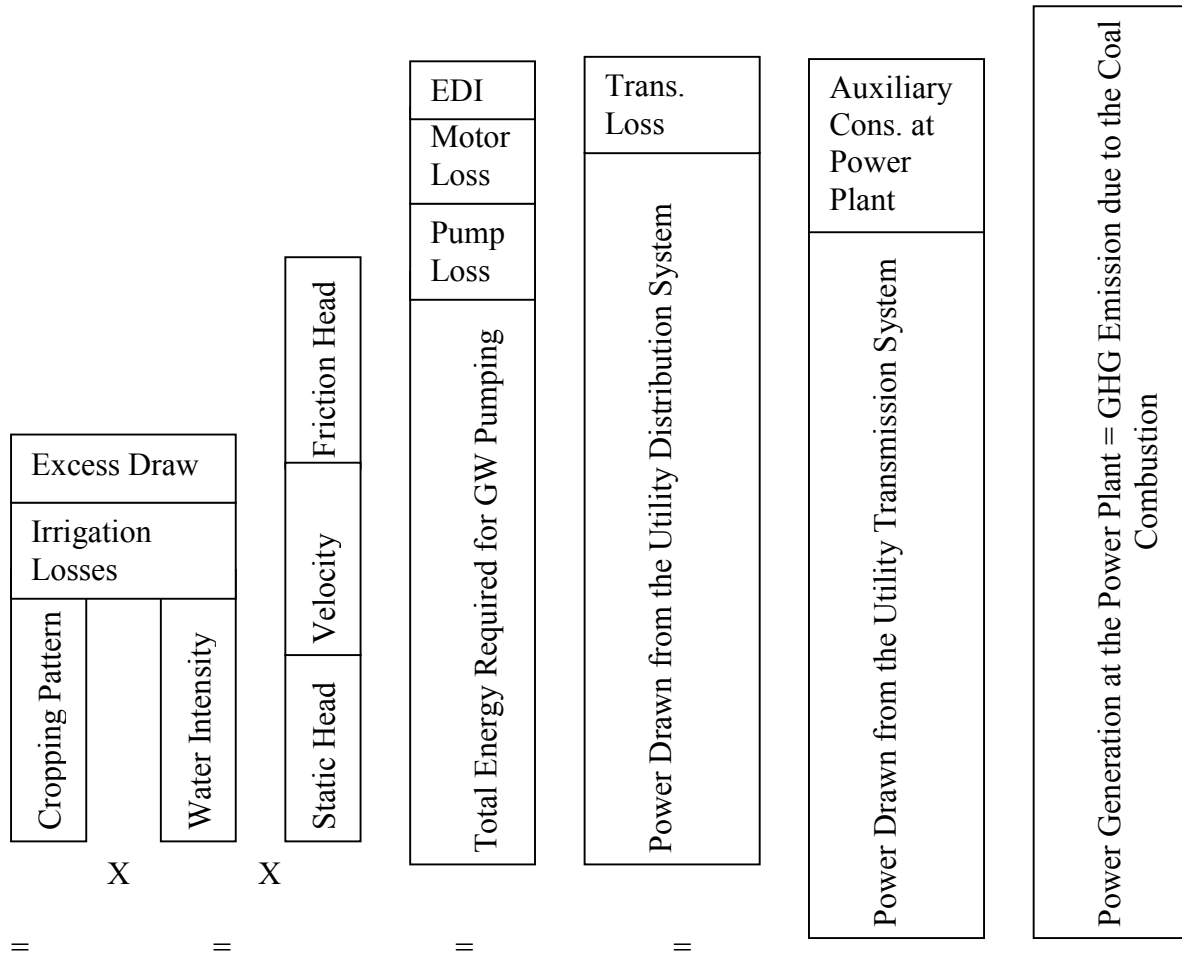 Excess Draw
Irrigation
Losses
Cropping Pattern
Water Intensity
Friction Head
Velocity
Static Head
EDI
Motor
Loss
Pump
Loss
Total Energy Required for GW Pumping
Trans.
Loss
Power Drawn from the Utility Distribution System
Auxiliary
Cons. at
Power
Plant
Power Drawn from the Utility Transmission System
Power Generation at the Power Plant = GHG Emission due to the Coal
Combustion
X X
= = = =